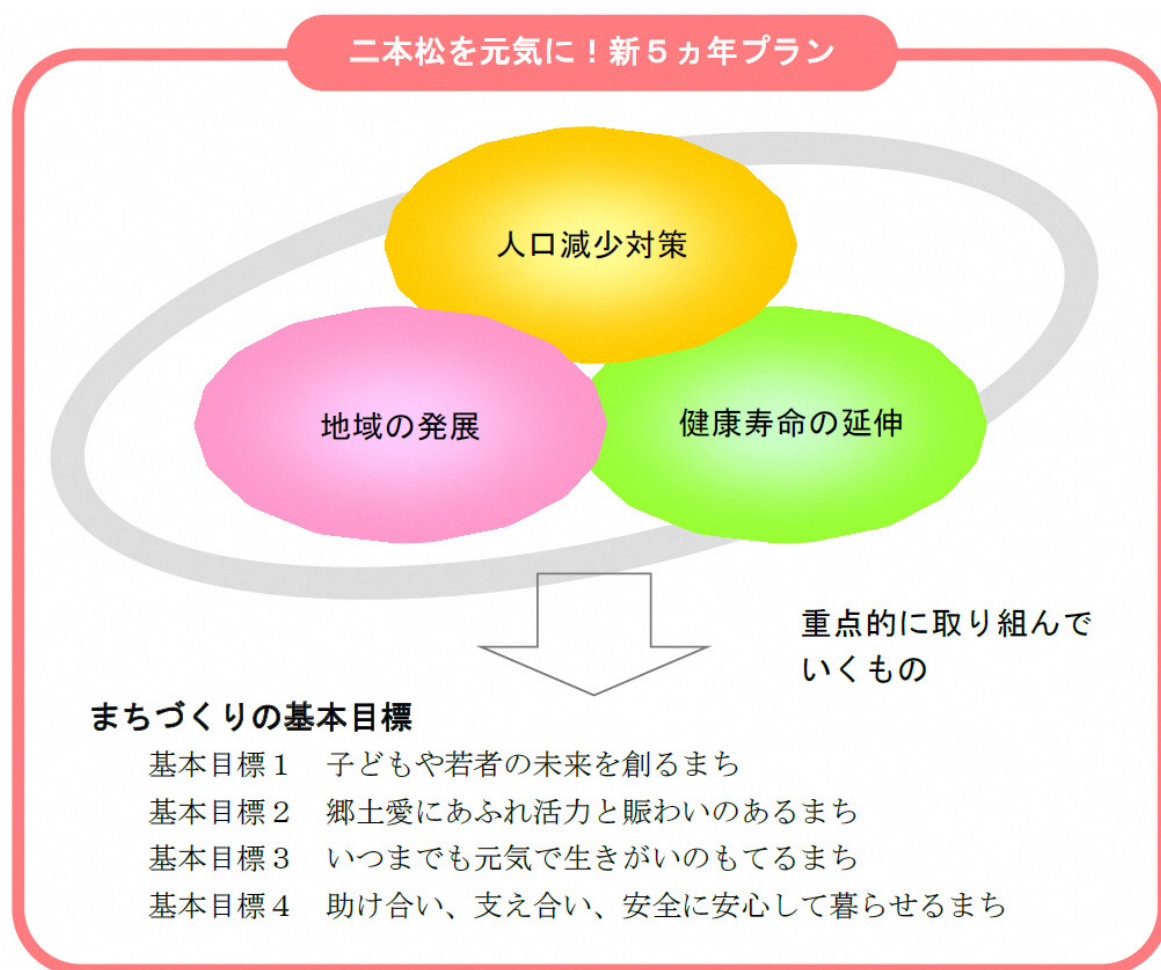 二本松を元気に！新５ヵ年プラン
人口減少対策
地域の発展
健康寿命の延伸
重点的に取り組んで
いくもの
まちづくりの基本目標
基本目標１　子どもや若者の未来を創るまち
基本目標２　郷土愛にあふれ活力と賑わいのあるまち
基本目標３　いつまでも元気で生きがいのもてるまち
基本目標４　助け合い、支え合い、安全に安心して暮らせるまち